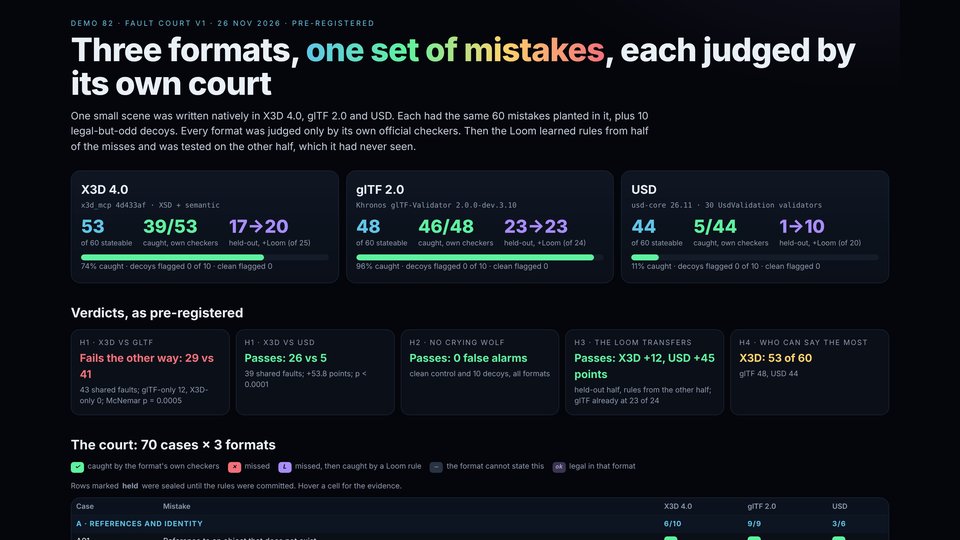 DEMO 82 · FAULT COURT V1 · 26 NOV 2026 · PRE-REGISTERED
Three formats, one set of mistakes, each judged by
its own court
One small scene was written natively in X3D 4.0, glTF 2.0 and USD. Each had the same 60 mistakes planted in it, plus 10
legal-but-odd decoys. Every format was judged only by its own official checkers. Then the Loom learned rules from half
of the misses and was tested on the other half, which it had never seen.
X3D 4.0
x3d_mcp 4d433af · XSD + semantic
53 39/53 17→20
of 60 stateable caught, own checkers held-out, +Loom (of 25)
74% caught · decoys flagged 0 of 10 · clean flagged 0
glTF 2.0
Khronos glTF-Validator 2.0.0-dev.3.10
48 46/48 23→23
of 60 stateable caught, own checkers held-out, +Loom (of 24)
96% caught · decoys flagged 0 of 10 · clean flagged 0
USD
usd-core 26.11 · 30 UsdValidation validators
44 5/44 1→10
of 60 stateable caught, own checkers held-out, +Loom (of 20)
11% caught · decoys flagged 0 of 10 · clean flagged 0
Verdicts, as pre-registered
H1 · X3D VS GLTF
Fails the other way: 29 vs
41
43 shared faults; glTF-only 12, X3D-
only 0; McNemar p = 0.0005
H1 · X3D VS USD
Passes: 26 vs 5
39 shared faults; +53.8 points; p <
0.0001
H2 · NO CRYING WOLF
Passes: 0 false alarms
clean control and 10 decoys, all formats
H3 · THE LOOM TRANSFERS
Passes: X3D +12, USD +45
points
held-out half, rules from the other half;
glTF already at 23 of 24
H4 · WHO CAN SAY THE MOST
X3D: 53 of 60
glTF 48, USD 44
The court: 70 cases × 3 formats
✓ caught by the format's own checkers × missed L missed, then caught by a Loom rule – the format cannot state this ok legal in that format
Rows marked held were sealed until the rules were committed. Hover a cell for the evidence.
Case Mistake X3D 4.0 glTF 2.0 USD
A · REFERENCES AND IDENTITY 6/10 9/9 3/6